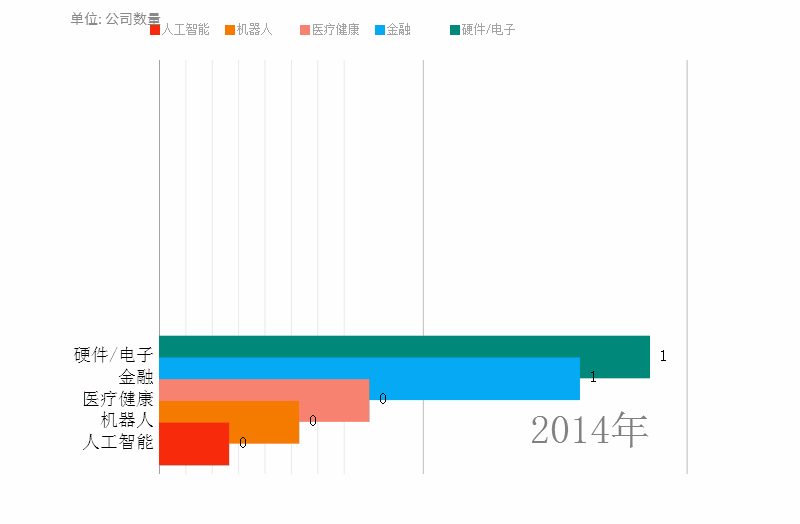 单位: 公司数量
人工智能 机器人 医疗健康 金融 硬件/电子
硬件/电子 1
金融 1
医疗健康 0
机器人 0
2014年
人工智能 0